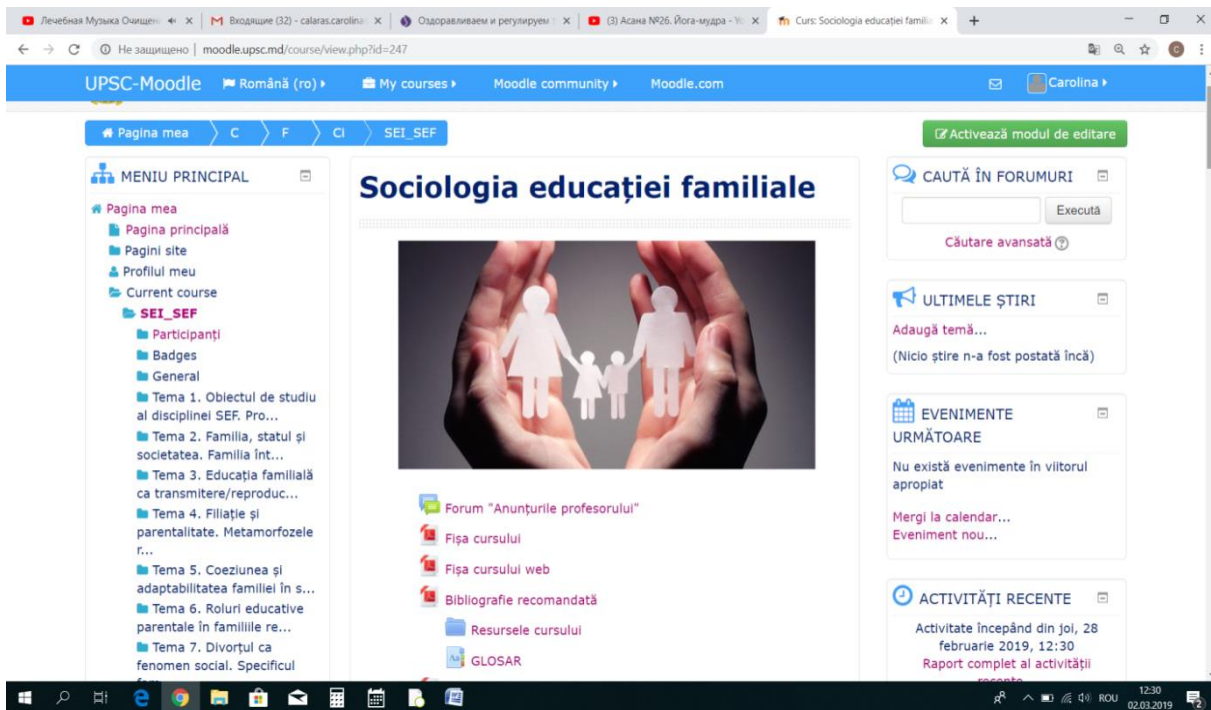 Лечебная Музыка Очищен
Входящие (32) - calaras.carolina
Оздоравливаем и регулируем
(3) Асана №26. Йога-мудра - Yo
Curs: Sociologia educației familia
Не защищено | moodle.upsc.md/course/view.php?id=247
UPSC-Moodle
Română (ro)
My courses
Moodle community
Moodle.com
Carolina
Pagina mea
C
F
CI
SEI_SEF
Activează modul de editare
MENIU PRINCIPAL
Pagina mea
Pagina principală
Pagini site
Profilul meu
Current course
SEI_SEF
Participanți
Badges
General
Tema 1. Obiectul de studiu
al disciplinei SEF. Pro...
Tema 2. Familia, statul și
societatea. Familia înt...
Tema 3. Educația familială
ca transmitere/reproduc...
Tema 4. Filiație și
parentalitate. Metamorfozele
r...
Tema 5. Coeziunea și
adaptabilitatea familiei în s...
Tema 6. Roluri educative
parentale în familiile re...
Tema 7. Divorțul ca
fenomen social. Specificul
Sociologia educației familiale
Forum "Anunțurile profesorului"
Fișa cursului
Fișa cursului web
Bibliografie recomandată
Resursele cursului
GLOSAR
CAUTĂ ÎN FORUMURI
Execută
Căutare avansată
ULTIMELE ȘTIRI
Adaugă temă...
(Nicio știre n-a fost postată încă)
EVENIMENTE
URMĂTOARE
Nu există evenimente în viitorul
apropiat
Mergi la calendar...
Eveniment nou...
ACTIVITĂȚI RECENTE
Activitate începând din joi, 28
februarie 2019, 12:30
Raport complet al activității
recente
ROU
12:30
02.03.2019